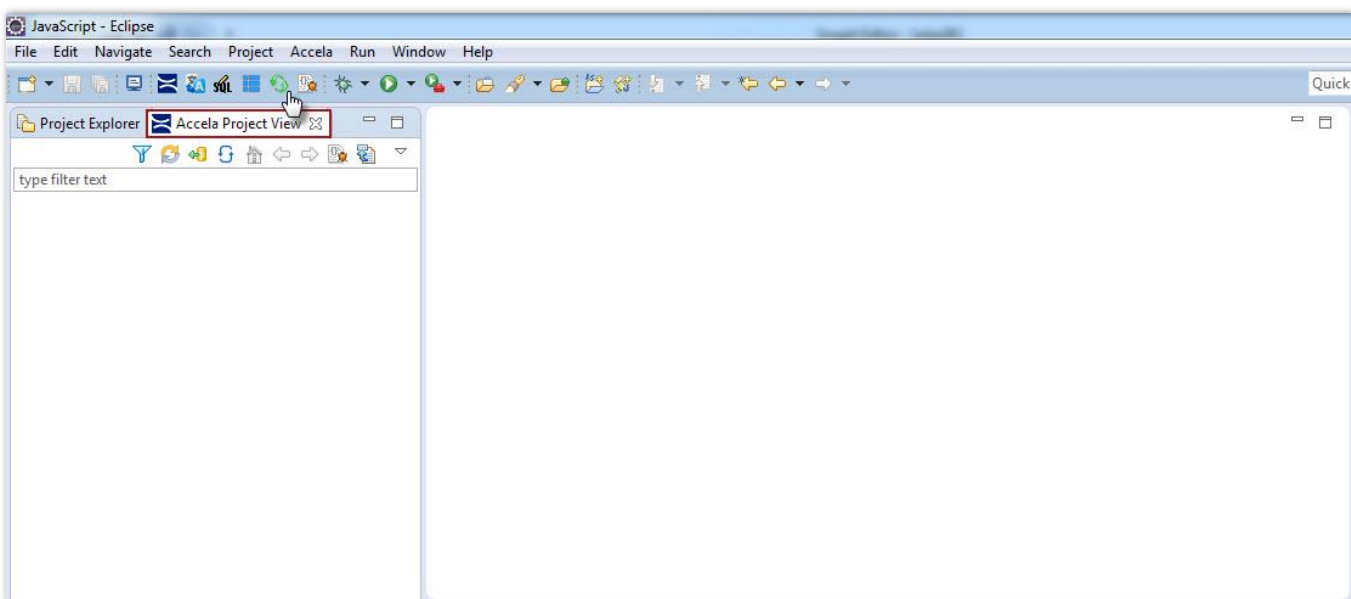 JavaScript - Eclipse
File Edit Navigate Search Project Accela Run Window Help
SQL
Quick
Project Explorer Accela Project View
type filter text